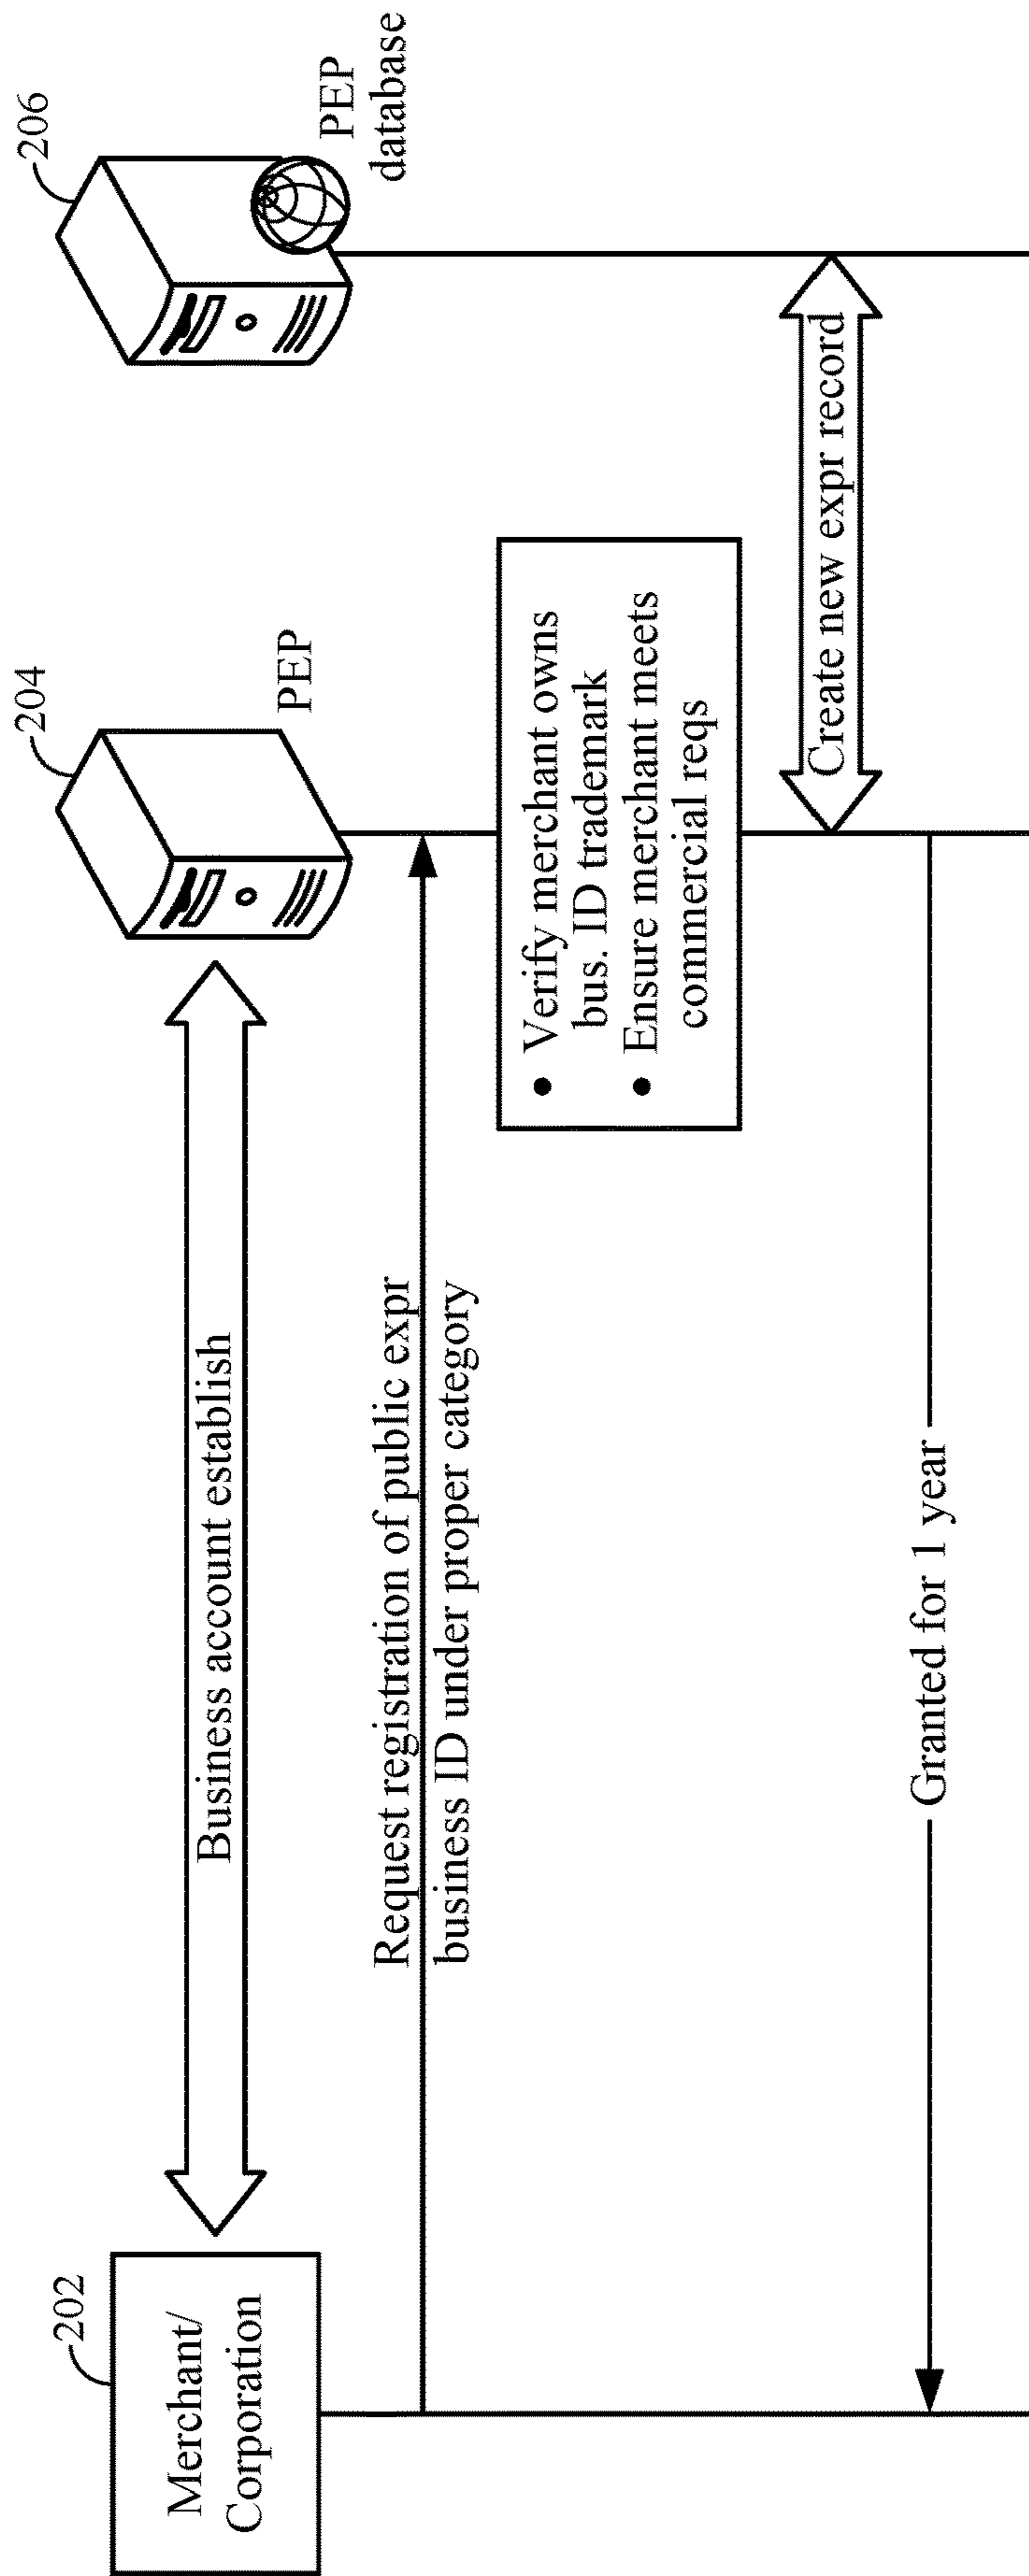 202
Merchant/
Corporation
204
PEP
206
PEP
database
Business account establish
Request registration of public expr
business ID under proper category
• Verify merchant owns
bus. ID trademark
• Ensure merchant meets
commercial reqs
Create new expr record
Granted for 1 year